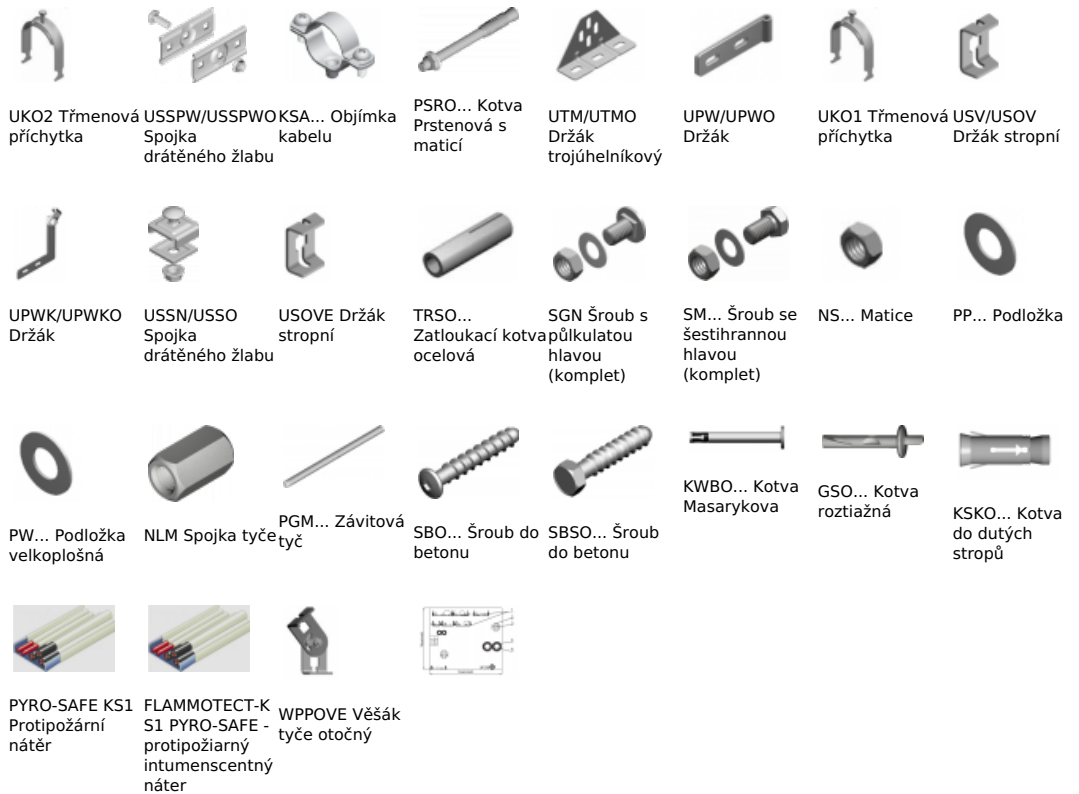 UKO2 Třmenová
příchytka
USSPW/USSPWO
Spojka
drátěného žlabu
KSA... Objímka
kabelu
PSRO... Kotva
Prstenová s
maticí
UTM/UTMO
Držák
trojúhelníkový
UPW/UPWO
Držák
UKO1 Třmenová
příchytka
USV/USOV
Držák stropní
UPWK/UPWKO
Držák
USSN/USSO
Spojka
drátěného žlabu
USOVE Držák
stropní
TRSO...
Zatloukací kotva
ocelová
SGN Šroub s
půlkulatou
hlavou
(komplet)
SM... Šroub se
šestihrannou
hlavou
(komplet)
NS... Matice
PP... Podložka
PW... Podložka
velkoplošná
NLM Spojka tyče
PGM... Závitová
tyč
SBO... Šroub do
betonu
SBSO... Šroub
do betonu
KWBO... Kotva
Masarykova
GSO... Kotva
roztiažná
KSKO... Kotva
do dutých
stropů
PYRO-SAFE KS1
Protipožární
nátěr
FLAMMOTECT-K
S1 PYRO-SAFE -
protipožiarný
intumenscentný
náter
WPPOVE Věšák
tyče otočný